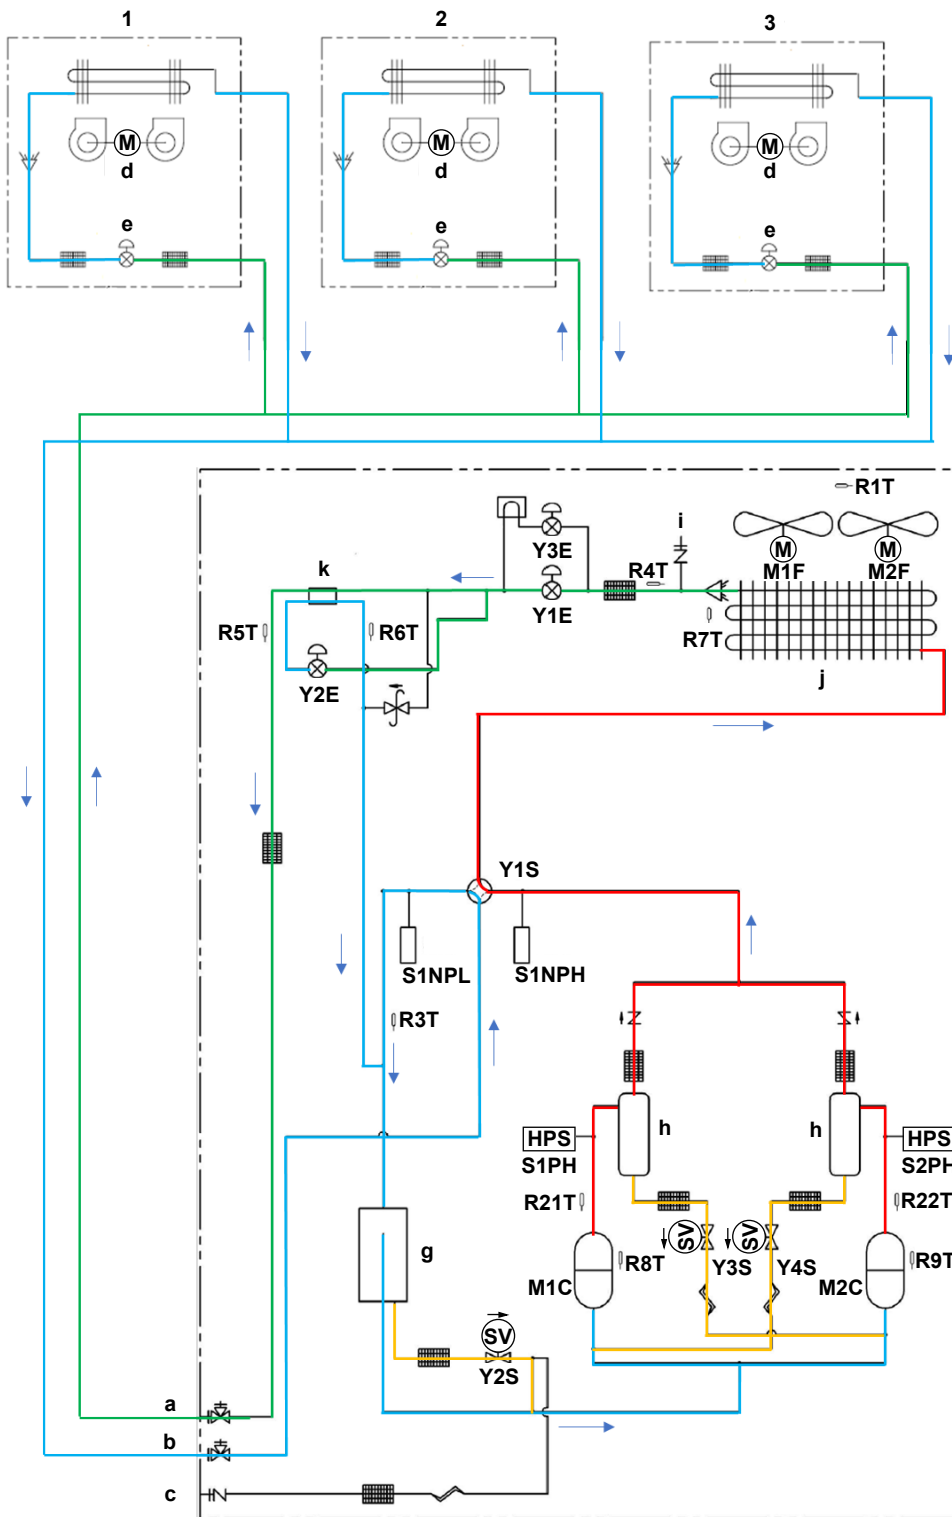 1 2 3
M M M
d d d
e e e
R1T
i
Y3E
M M
k R4T M1F M2F
R5T R6T Y1E R7T
Y2E j
Y1S
S1NPL S1NPH
R3T
h h
HPS HPS
S1PH S2PH
R21T R22T
g SV SV
R8T Y3S Y4S R9T
M1C M2C
SV
Y2S
a
b
c